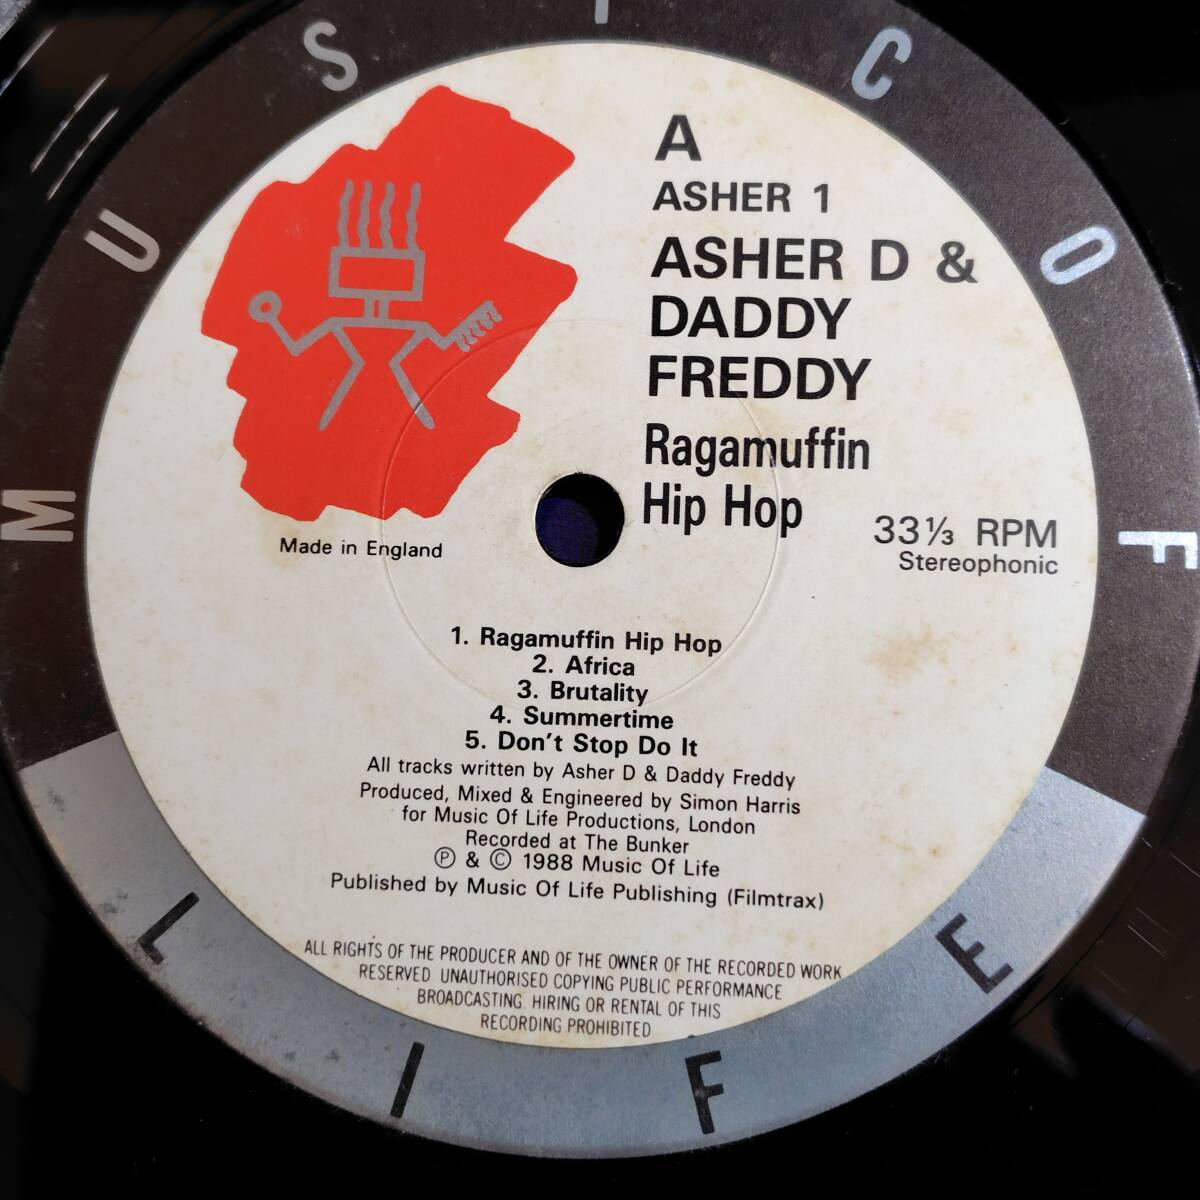 MUSIC OF LIFE
A
ASHER 1
ASHER D &
DADDY
FREDDY
Ragamuffin
Hip Hop
33⅓ RPM
Stereophonic
Made in England
1. Ragamuffin Hip Hop
2. Africa
3. Brutality
4. Summertime
5. Don't Stop Do It
All tracks written by Asher D & Daddy Freddy
Produced, Mixed & Engineered by Simon Harris
for Music Of Life Productions, London
Recorded at The Bunker
℗ & © 1988 Music Of Life
Published by Music Of Life Publishing (Filmtrax)
ALL RIGHTS OF THE PRODUCER AND OF THE OWNER OF THE RECORDED WORK
RESERVED UNAUTHORISED COPYING PUBLIC PERFORMANCE
BROADCASTING. HIRING OR RENTAL OF THIS
RECORDING PROHIBITED